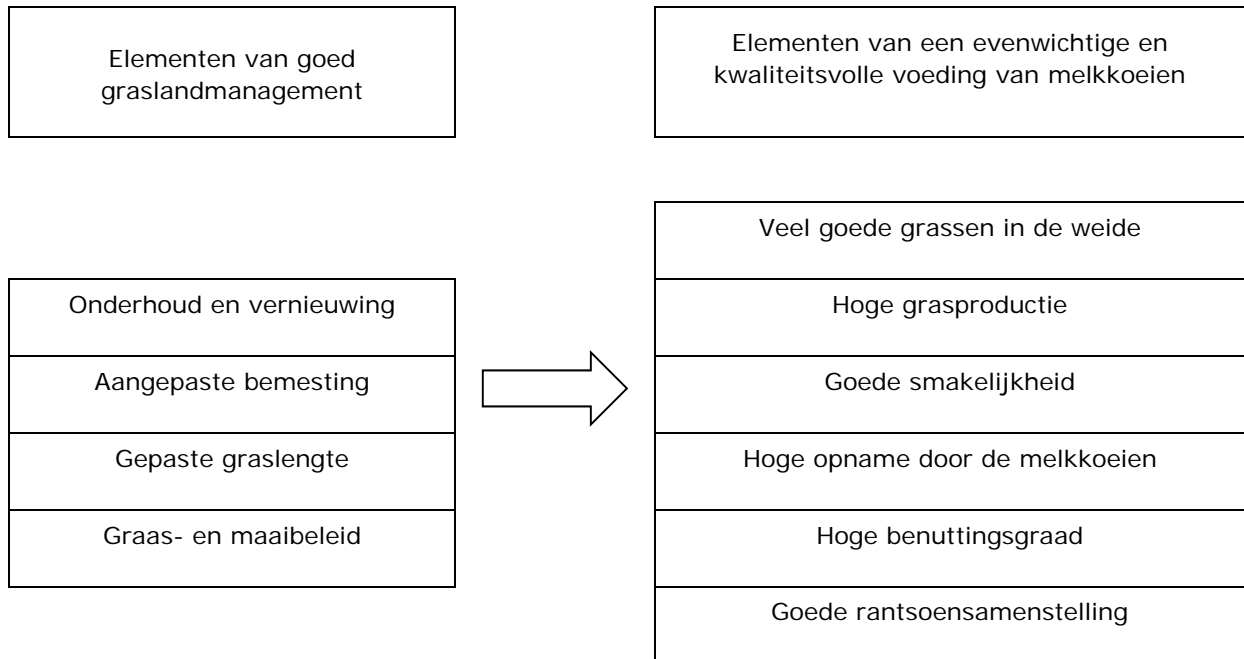 Elementen van goed
graslandmanagement
Elementen van een evenwichtige en
kwaliteitsvolle voeding van melkkoeien
Onderhoud en vernieuwing
Aangepaste bemesting
Gepaste graslengte
Graas- en maaibeleid
Veel goede grassen in de weide
Hoge grasproductie
Goede smakelijkheid
Hoge opname door de melkkoeien
Hoge benuttingsgraad
Goede rantsoensamenstelling